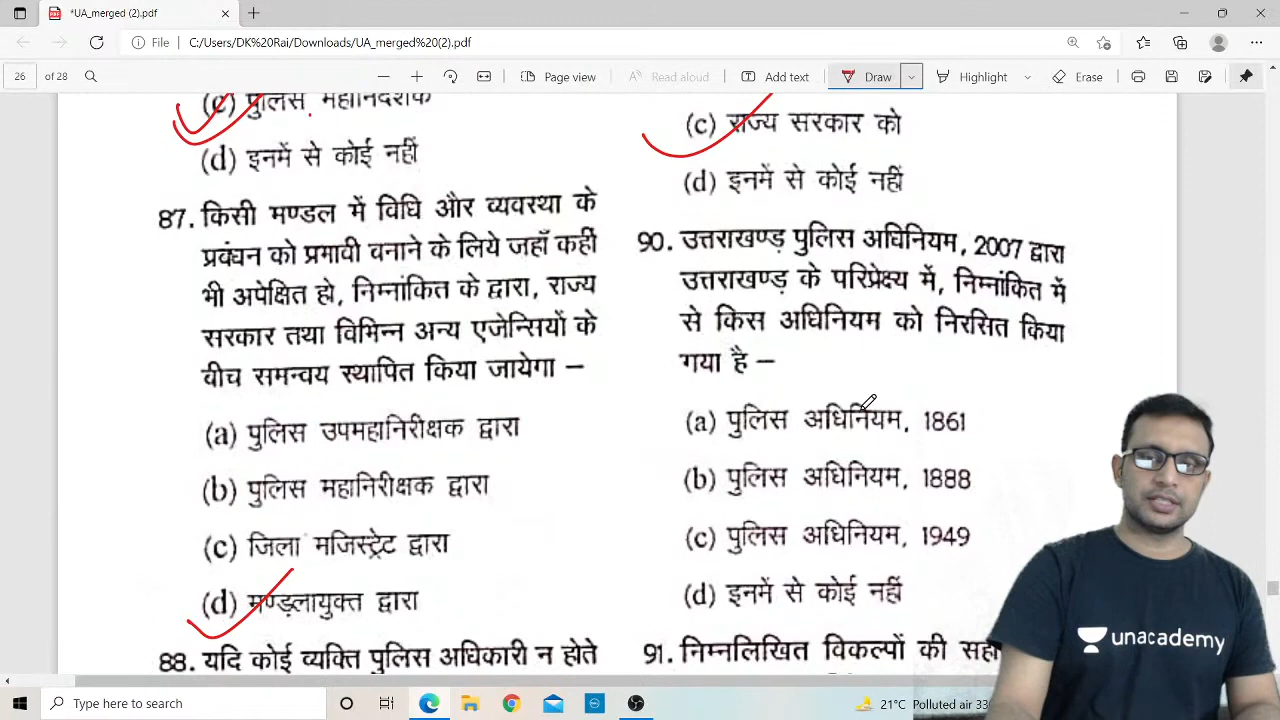 *UA_merged (2).pdf
File
C:/Users/DK%20Rai/Downloads/UA_merged%20(2).pdf
26 of 28
Page view
Read aloud
Add text
Draw
Highlight
Erase
(c) पुलिस महानिदेशक
(d) इनमें से कोई नहीं
87. किसी मण्डल में विधि और व्यवस्था के
प्रबंधन को प्रभावी बनाने के लिये जहाँ कहीं
भी अपेक्षित हो, निम्नांकित के द्वारा, राज्य
सरकार तथा विभिन्न अन्य एजेन्सियों के
बीच समन्वय स्थापित किया जायेगा –
(a) पुलिस उपमहानिरीक्षक द्वारा
(b) पुलिस महानिरीक्षक द्वारा
(c) जिला मजिस्ट्रेट द्वारा
(d) मण्ड़लायुक्त द्वारा
88. यदि कोई व्यक्ति पुलिस अधिकारी न होते
(c) राज्य सरकार को
(d) इनमें से कोई नहीं
90. उत्तराखण्ड़ पुलिस अधिनियम, 2007 द्वारा
उत्तराखण्ड़ के परिप्रेक्ष्य में, निम्नांकित में
से किस अधिनियम को निरसित किया
गया है –
(a) पुलिस अधिनियम, 1861
(b) पुलिस अधिनियम, 1888
(c) पुलिस अधिनियम, 1949
(d) इनमें से कोई नहीं
91. निम्नलिखित विकल्पों की
unacademy
Type here to search
21°C Polluted air